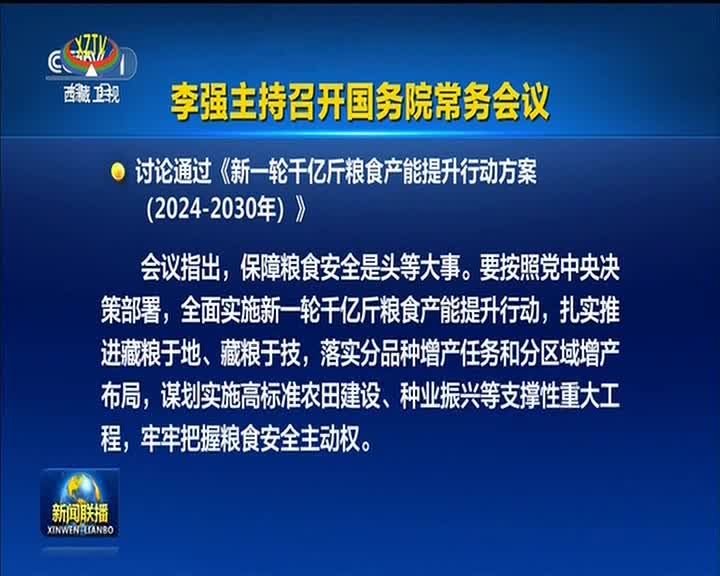 XZTV
西藏卫视
李强主持召开国务院常务会议
讨论通过《新一轮千亿斤粮食产能提升行动方案
(2024-2030年)》
会议指出，保障粮食安全是头等大事。要按照党中央决
策部署，全面实施新一轮千亿斤粮食产能提升行动，扎实推
进藏粮于地、藏粮于技，落实分品种增产任务和分区域增产
布局，谋划实施高标准农田建设、种业振兴等支撑性重大工
程，牢牢把握粮食安全主动权。
新闻联播
XINWEN-LIANBO